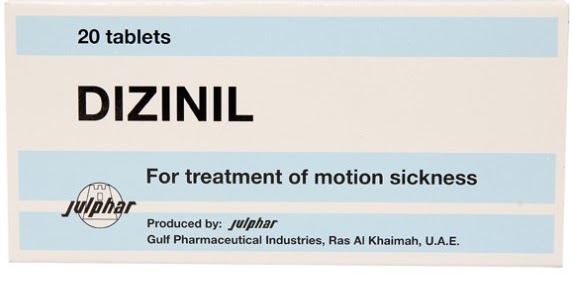 20 tablets
DIZINIL
For treatment of motion sickness
julphar
Produced by: julphar
Gulf Pharmaceutical Industries, Ras Al Khaimah, U.A.E.